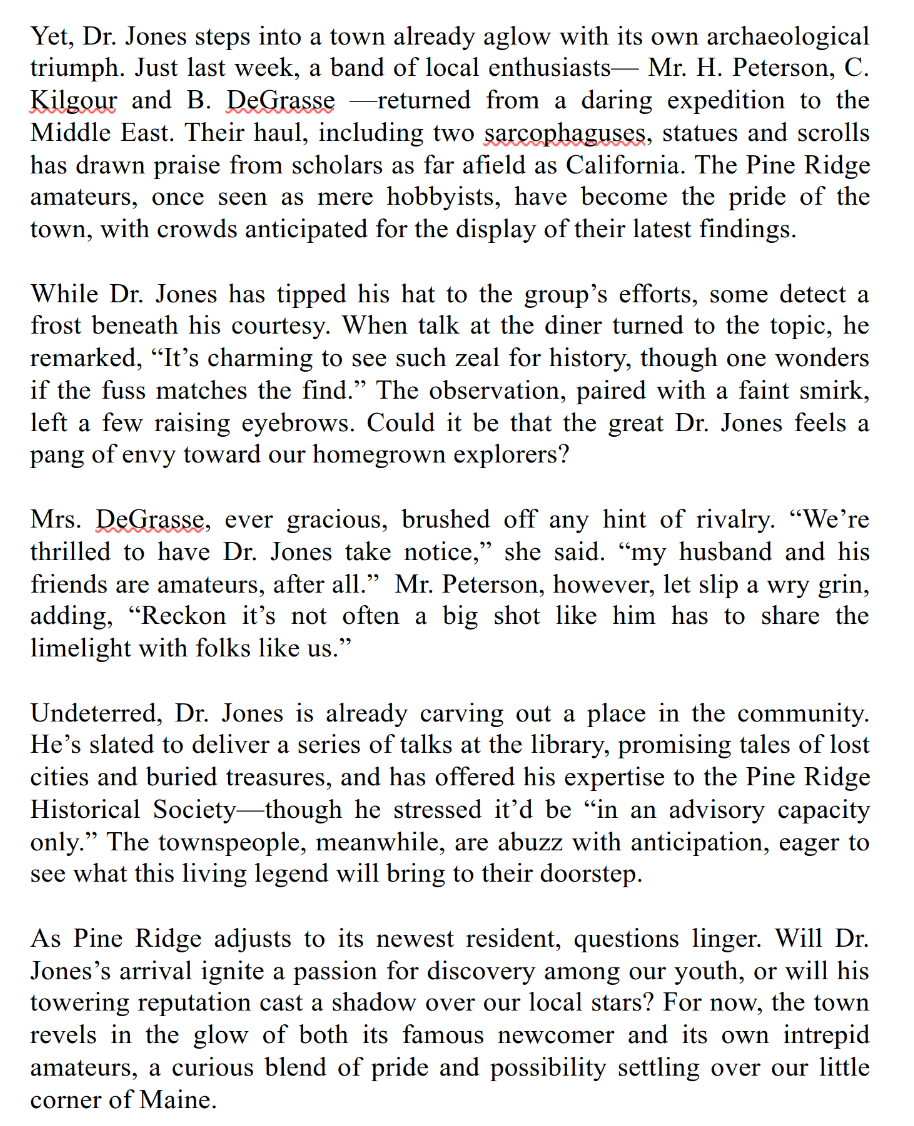 Yet, Dr. Jones steps into a town already aglow with its own archaeological
triumph. Just last week, a band of local enthusiasts— Mr. H. Peterson, C.
Kilgour and B. DeGrasse —returned from a daring expedition to the
Middle East. Their haul, including two sarcophaguses, statues and scrolls
has drawn praise from scholars as far afield as California. The Pine Ridge
amateurs, once seen as mere hobbyists, have become the pride of the
town, with crowds anticipated for the display of their latest findings.
While Dr. Jones has tipped his hat to the group’s efforts, some detect a
frost beneath his courtesy. When talk at the diner turned to the topic, he
remarked, “It’s charming to see such zeal for history, though one wonders
if the fuss matches the find.” The observation, paired with a faint smirk,
left a few raising eyebrows. Could it be that the great Dr. Jones feels a
pang of envy toward our homegrown explorers?
Mrs. DeGrasse, ever gracious, brushed off any hint of rivalry. “We’re
thrilled to have Dr. Jones take notice,” she said. “my husband and his
friends are amateurs, after all.”  Mr. Peterson, however, let slip a wry grin,
adding, “Reckon it’s not often a big shot like him has to share the
limelight with folks like us.”
Undeterred, Dr. Jones is already carving out a place in the community.
He’s slated to deliver a series of talks at the library, promising tales of lost
cities and buried treasures, and has offered his expertise to the Pine Ridge
Historical Society—though he stressed it’d be “in an advisory capacity
only.” The townspeople, meanwhile, are abuzz with anticipation, eager to
see what this living legend will bring to their doorstep.
As Pine Ridge adjusts to its newest resident, questions linger. Will Dr.
Jones’s arrival ignite a passion for discovery among our youth, or will his
towering reputation cast a shadow over our local stars? For now, the town
revels in the glow of both its famous newcomer and its own intrepid
amateurs, a curious blend of pride and possibility settling over our little
corner of Maine.